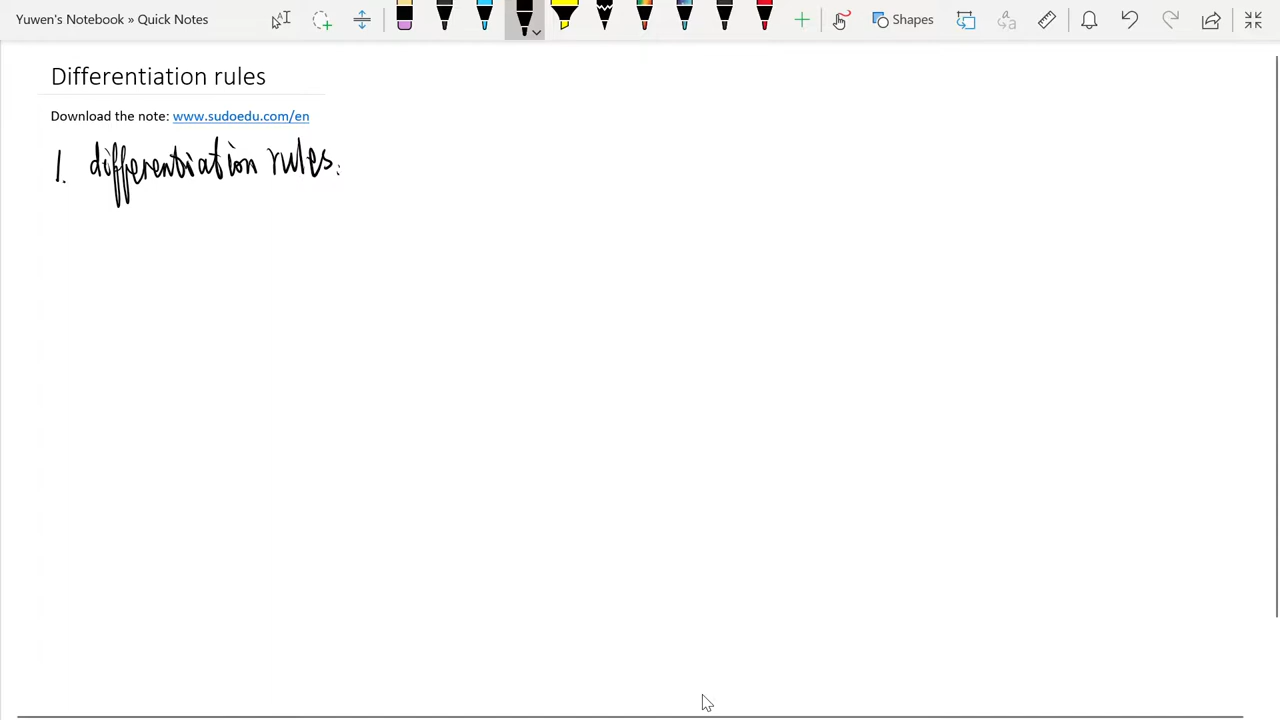 Yuwen's Notebook » Quick Notes
Shapes
Differentiation rules
Download the note: www.sudoedu.com/en
1. differentiation rules: